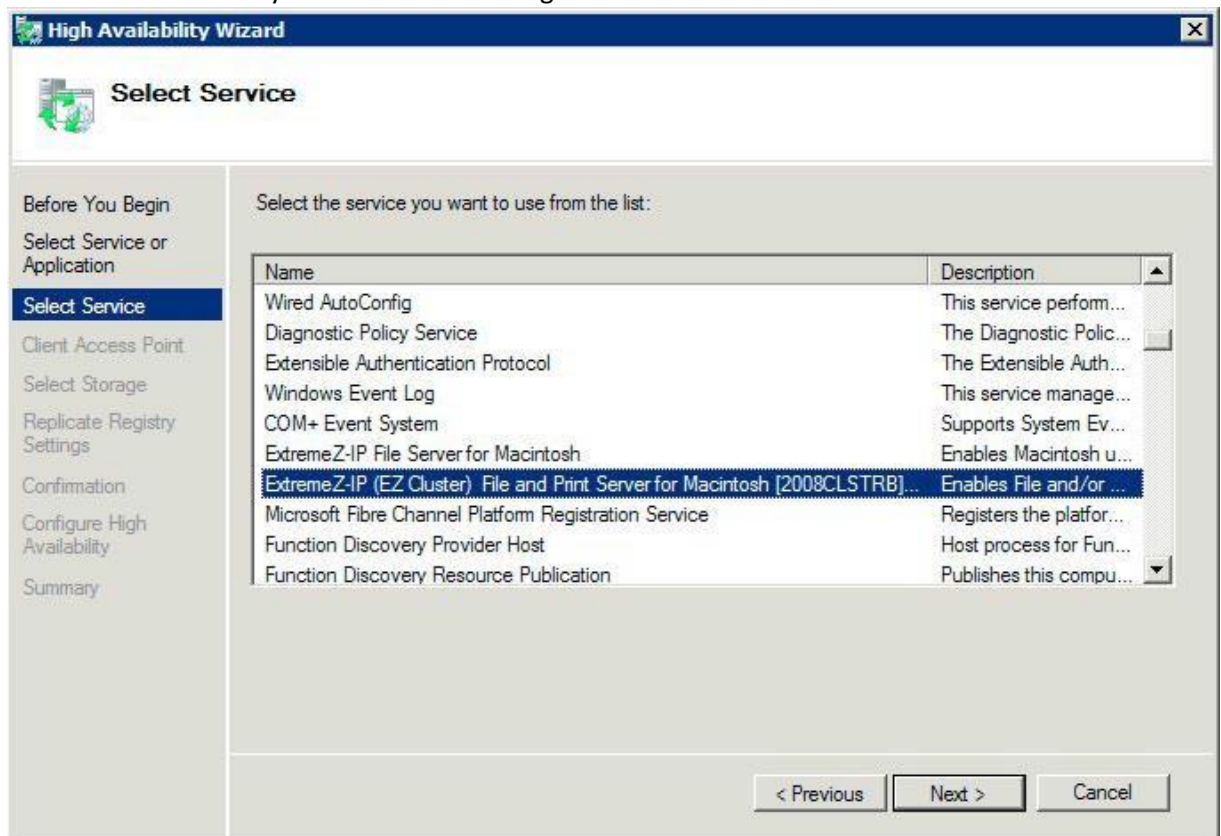 High Availability Wizard
Select Service
Before You Begin
Select Service or
Application
Select Service
Client Access Point
Select Storage
Replicate Registry
Settings
Confirmation
Configure High
Availability
Summary
Select the service you want to use from the list:
Name Description
Wired AutoConfig This service perform...
Diagnostic Policy Service The Diagnostic Polic...
Extensible Authentication Protocol The Extensible Auth...
Windows Event Log This service manage...
COM+ Event System Supports System Ev...
ExtremeZ-IP File Server for Macintosh Enables Macintosh u...
ExtremeZ-IP (EZ Cluster) File and Print Server for Macintosh [2008CLSTRB]... Enables File and/or ...
Microsoft Fibre Channel Platform Registration Service Registers the platfor...
Function Discovery Provider Host Host process for Fun...
Function Discovery Resource Publication Publishes this compu...
< Previous Next > Cancel